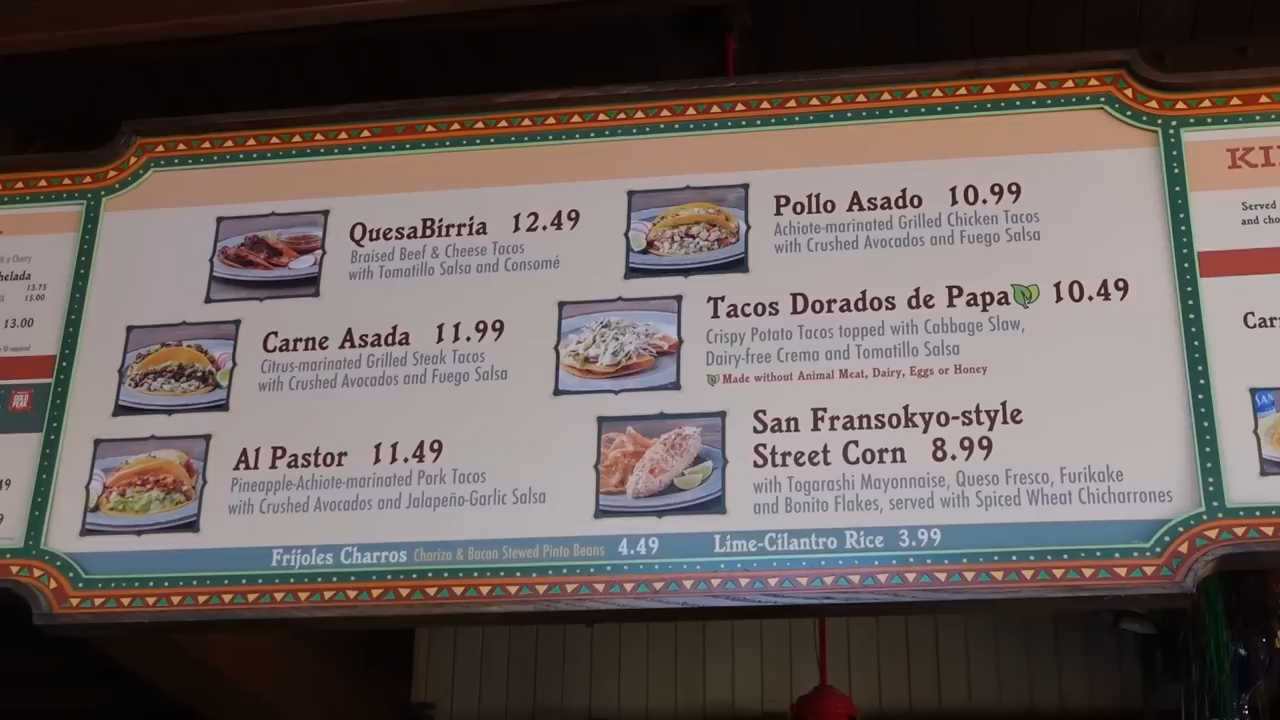 QuesaBirria 12.49
Braised Beef & Cheese Tacos
with Tomatillo Salsa and Consomé
Carne Asada 11.99
Citrus-marinated Grilled Steak Tacos
with Crushed Avocados and Fuego Salsa
Al Pastor 11.49
Pineapple-Achiote-marinated Pork Tacos
with Crushed Avocados and Jalapeño-Garlic Salsa
Pollo Asado 10.99
Achiote-marinated Grilled Chicken Tacos
with Crushed Avocados and Fuego Salsa
Tacos Dorados de Papa 10.49
Crispy Potato Tacos topped with Cabbage Slaw,
Dairy-free Crema and Tomatillo Salsa
Made without Animal Meat, Dairy, Eggs or Honey
San Fransokyo-style
Street Corn 8.99
with Togarashi Mayonnaise, Queso Fresco, Furikake
and Bonito Flakes, served with Spiced Wheat Chicharrones
Frijoles Charros Chorizo & Bacon Stewed Pinto Beans 4.49 Lime-Cilantro Rice 3.99
13.75
15.00
13.00
Served
and
SAN